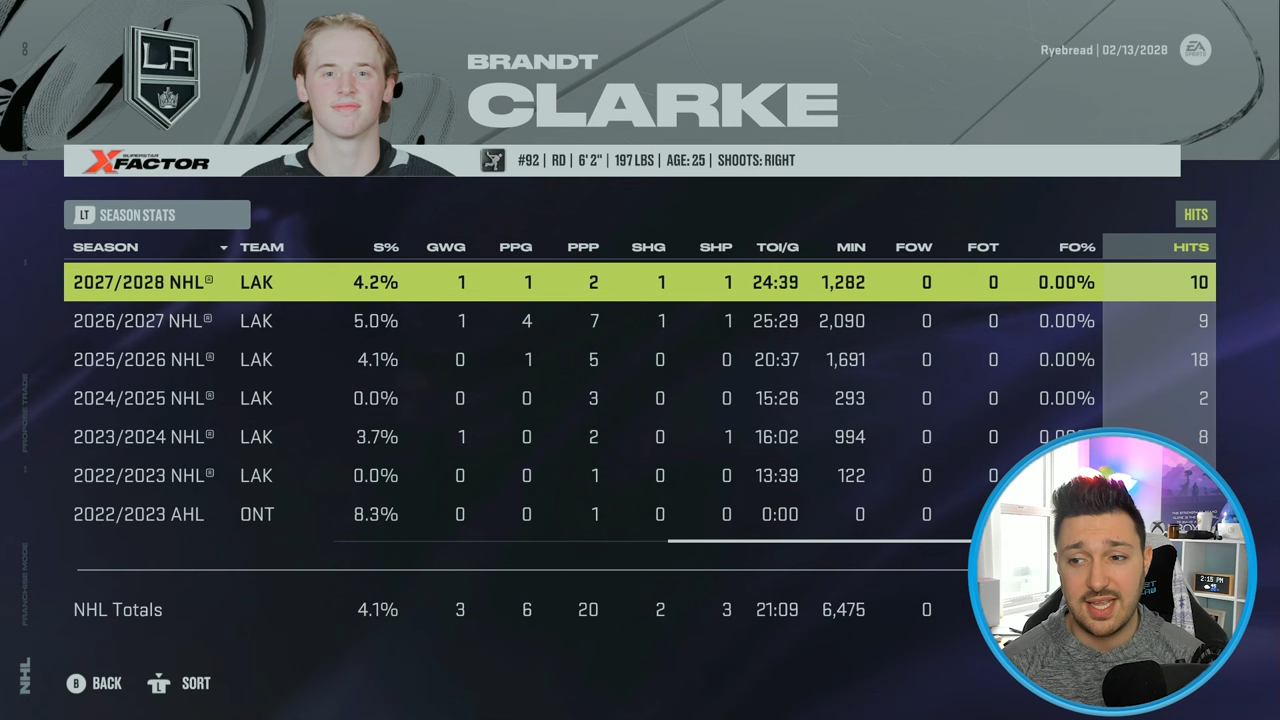 LA
BRANDT
CLARKE
Ryebread | 02/13/2028
EA SPORTS
SUPERSTAR
XFACTOR
#92 | RD | 6' 2" | 197 LBS | AGE: 25 | SHOOTS: RIGHT
LT SEASON STATS
HITS
SEASON TEAM S% GWG PPG PPP SHG SHP TOI/G MIN FOW FOT FO% HITS
2027/2028 NHL® LAK 4.2% 1 1 2 1 1 24:39 1,282 0 0 0.00% 10
2026/2027 NHL® LAK 5.0% 1 4 7 1 1 25:29 2,090 0 0 0.00% 9
2025/2026 NHL® LAK 4.1% 0 1 5 0 0 20:37 1,691 0 0 0.00% 18
2024/2025 NHL® LAK 0.0% 0 0 3 0 0 15:26 293 0 0 0.00% 2
2023/2024 NHL® LAK 3.7% 1 0 2 0 1 16:02 994 0 0 8
2022/2023 NHL® LAK 0.0% 0 0 1 0 0 13:39 122 0 0
2022/2023 AHL ONT 8.3% 0 0 1 0 0 0:00 0 0
NHL Totals 4.1% 3 6 20 2 3 21:09 6,475 0
B BACK L SORT
PROPOSE TRADE
FRANCHISE MODE
NHL
2:15 PM